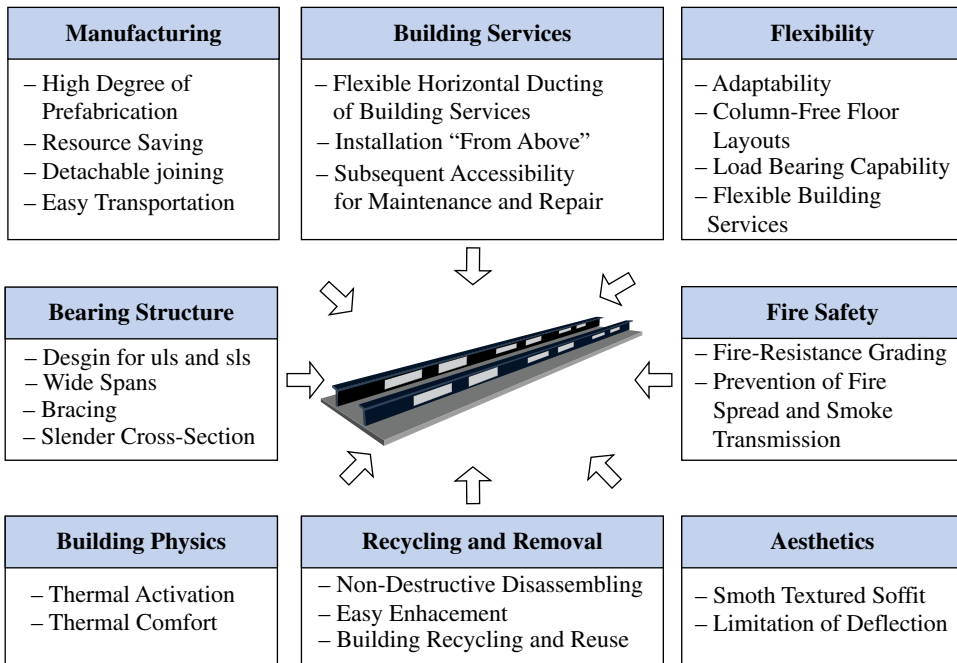 Manufacturing
– High Degree of
Prefabrication
– Resource Saving
– Detachable joining
– Easy Transportation
Building Services
– Flexible Horizontal Ducting
of Building Services
– Installation “From Above”
– Subsequent Accessibility
for Maintenance and Repair
Flexibility
– Adaptability
– Column-Free Floor
Layouts
– Load Bearing Capability
– Flexible Building
Services
Bearing Structure
– Desgin for uls and sls
– Wide Spans
– Bracing
– Slender Cross-Section
Fire Safety
– Fire-Resistance Grading
– Prevention of Fire
Spread and Smoke
Transmission
Building Physics
– Thermal Activation
– Thermal Comfort
Recycling and Removal
– Non-Destructive Disassembling
– Easy Enhacement
– Building Recycling and Reuse
Aesthetics
– Smoth Textured Soffit
– Limitation of Deflection